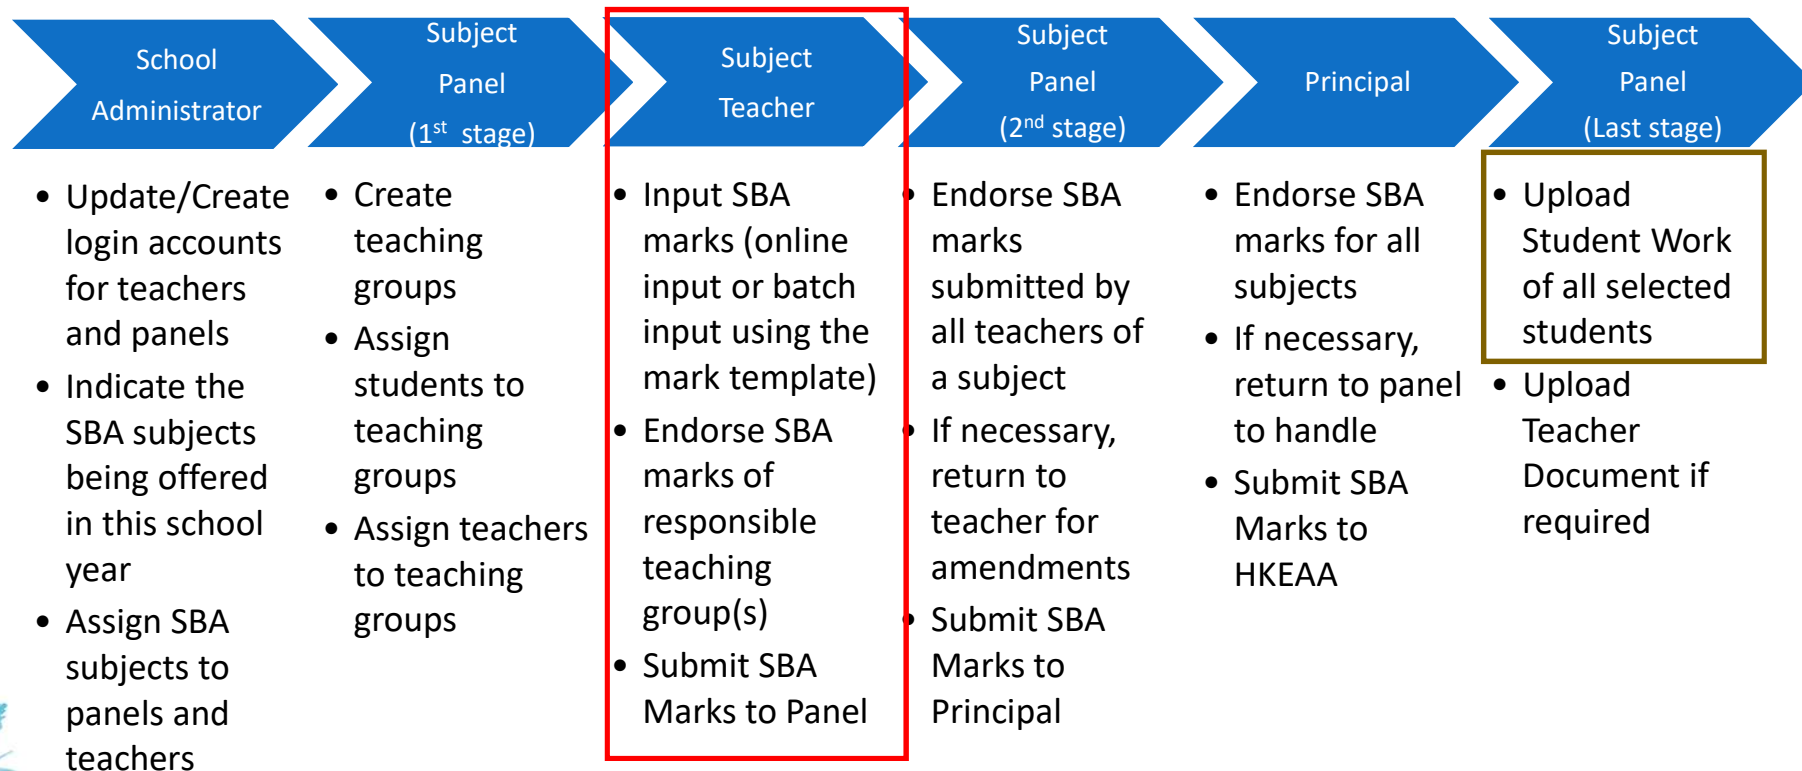 School
Administrator
Subject
Panel
(1st stage)
Subject
Teacher
Subject
Panel
(2nd stage)
Principal
Subject
Panel
(Last stage)
• Update/Create
login accounts
for teachers
and panels
• Indicate the
SBA subjects
being offered
in this school
year
• Assign SBA
subjects to
panels and
teachers
• Create
teaching
groups
• Assign
students to
teaching
groups
• Assign teachers
to teaching
groups
• Input SBA
marks (online
input or batch
input using the
mark template)
• Endorse SBA
marks of
responsible
teaching
group(s)
• Submit SBA
Marks to Panel
• Endorse SBA
marks
submitted by
all teachers of
a subject
• If necessary,
return to
teacher for
amendments
• Submit SBA
Marks to
Principal
• Endorse SBA
marks for all
subjects
• If necessary,
return to panel
to handle
• Submit SBA
Marks to
HKEAA
• Upload
Student Work
of all selected
students
• Upload
Teacher
Document if
required